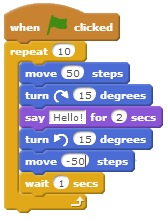 when clicked
repeat 10
move 50 steps
turn 15 degrees
say Hello! for 2 secs
turn 15 degrees
move -50 steps
wait 1 secs